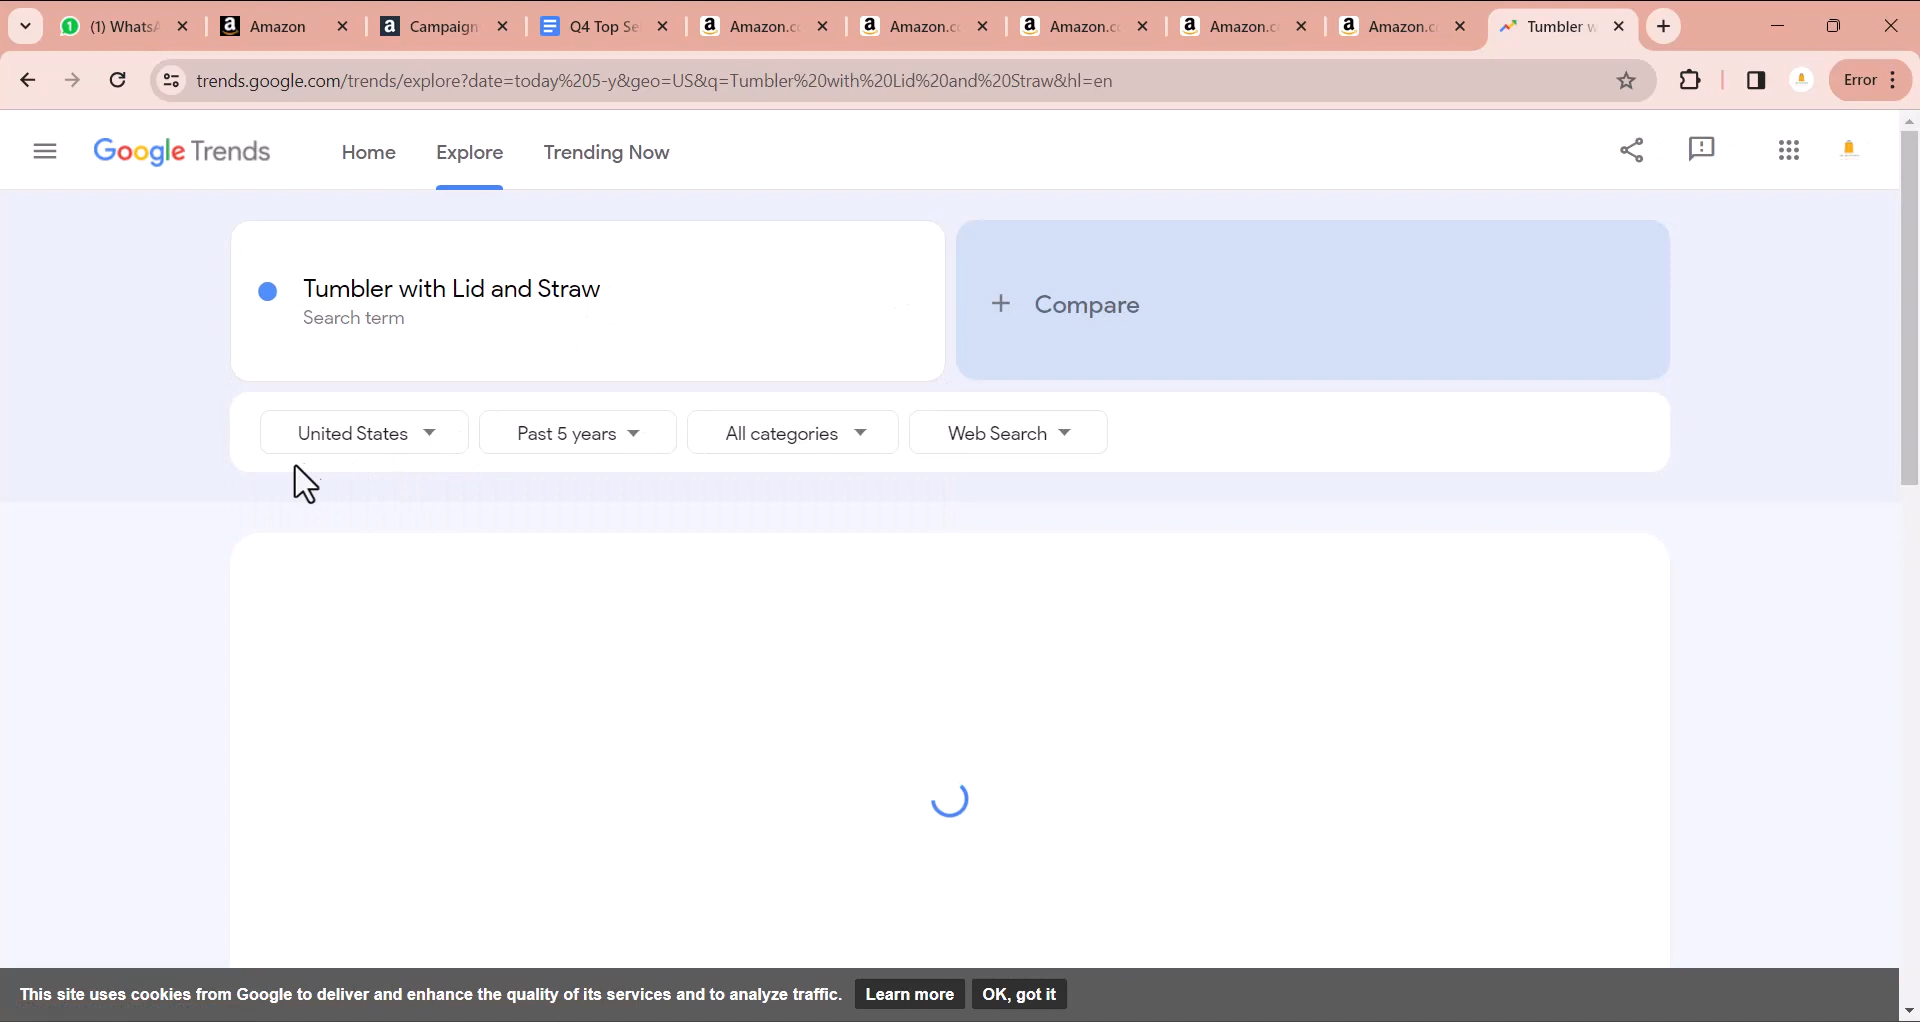 (1) Whats
Amazon
Campaign
Q4 Top Se
Amazon.c
Amazon.c
Amazon.c
Amazon.c
Amazon.c
Tumbler w
trends.google.com/trends/explore?date=today%205-y&geo=US&q=Tumbler%20with%20Lid%20and%20Straw&hl=en
Error
Google Trends
Home
Explore
Trending Now
Tumbler with Lid and Straw
Search term
+ Compare
United States
Past 5 years
All categories
Web Search
This site uses cookies from Google to deliver and enhance the quality of its services and to analyze traffic.
Learn more
OK, got it